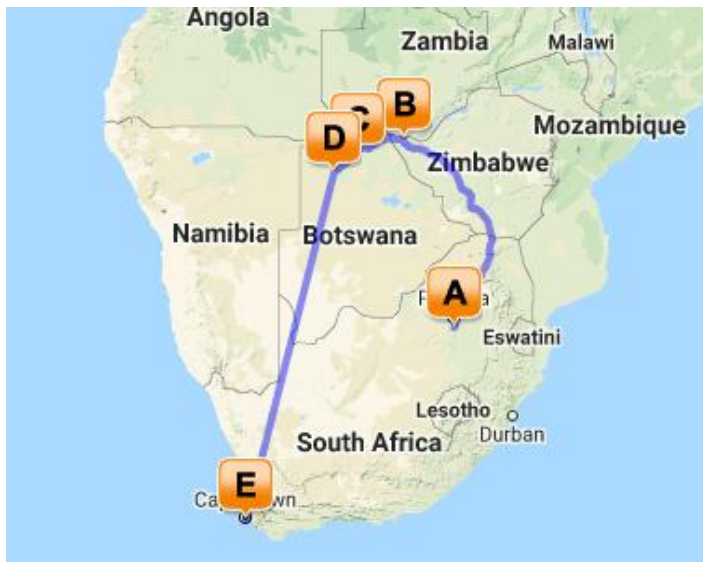 Angola
Zambia
Malawi
B
C
D
Mozambique
Zimbabwe
Namibia
Botswana
A
Eswatini
Lesotho
Durban
South Africa
E